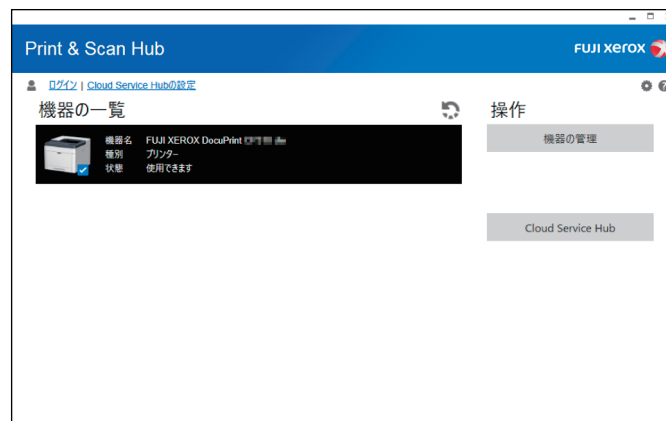 Print & Scan Hub
FUJI XEROX
ログイン | Cloud Service Hubの設定
機器の一覧
機器名 FUJI XEROX DocuPrint
種別 プリンター
状態 使用できます
操作
機器の管理
Cloud Service Hub